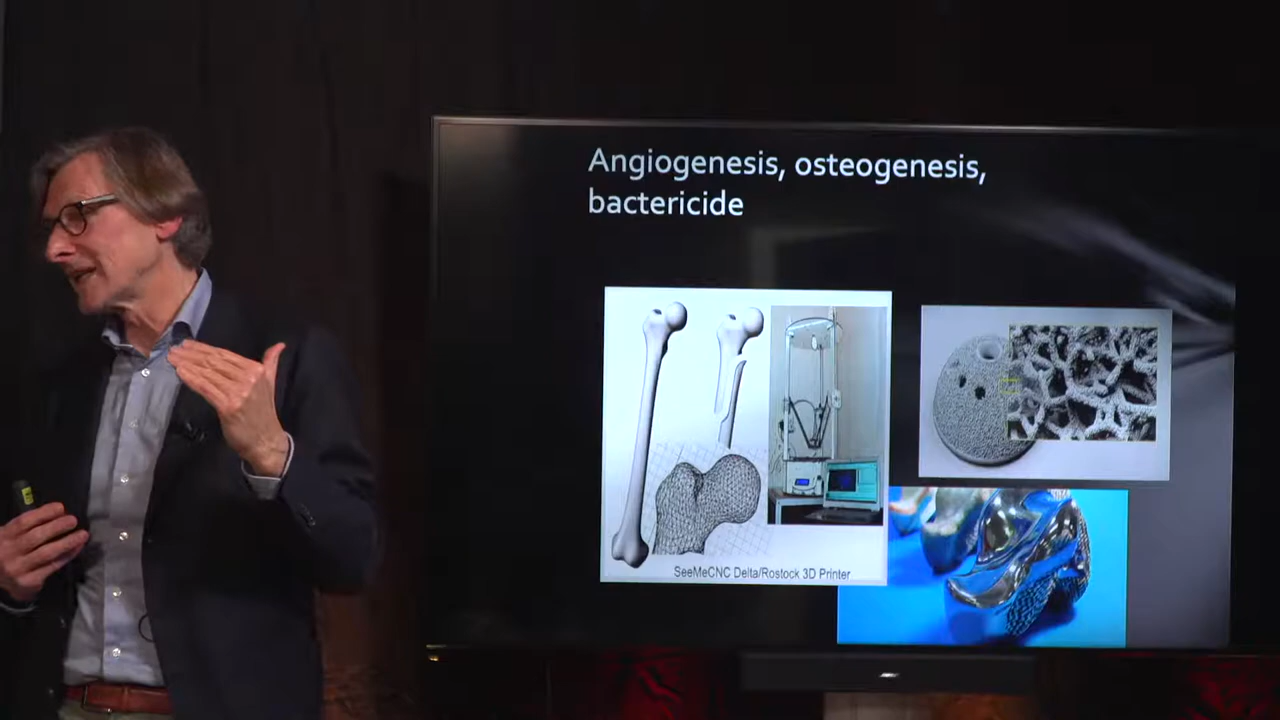 Angiogenesis, osteogenesis,
bactericide
SeeMeCNC Delta/Rostock 3D Printer